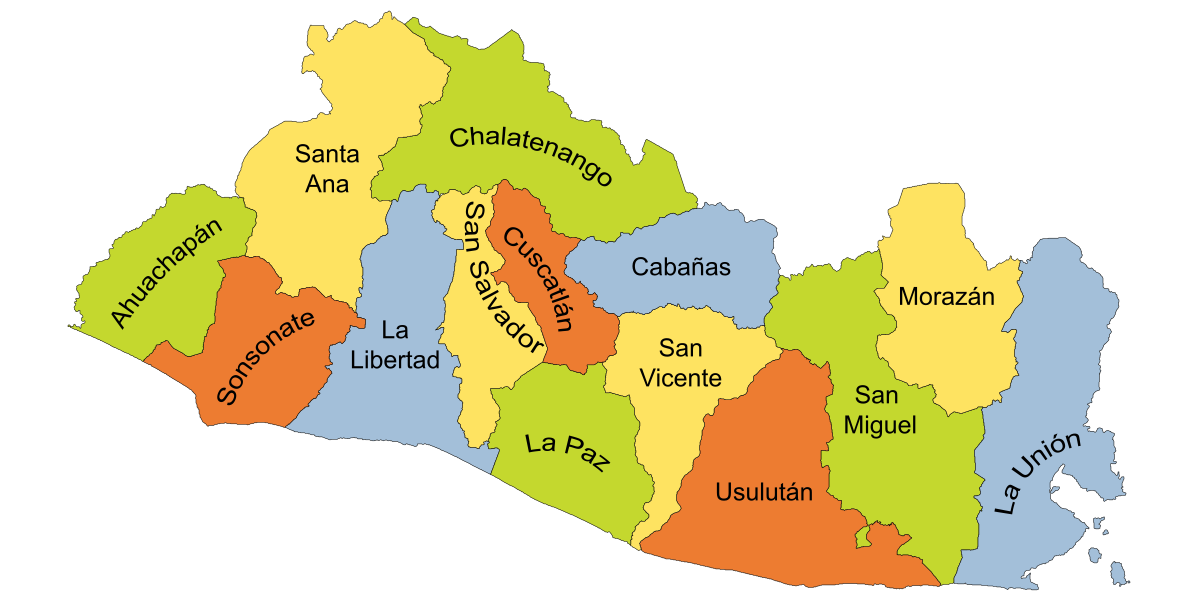 Chalatenango
Santa
Ana
Ahuachapán
San Salvador
Cuscatlán
Cabañas
Morazán
Sonsonate
La
Libertad
San
Vicente
San
Miguel
La Paz
La Unión
Usulután